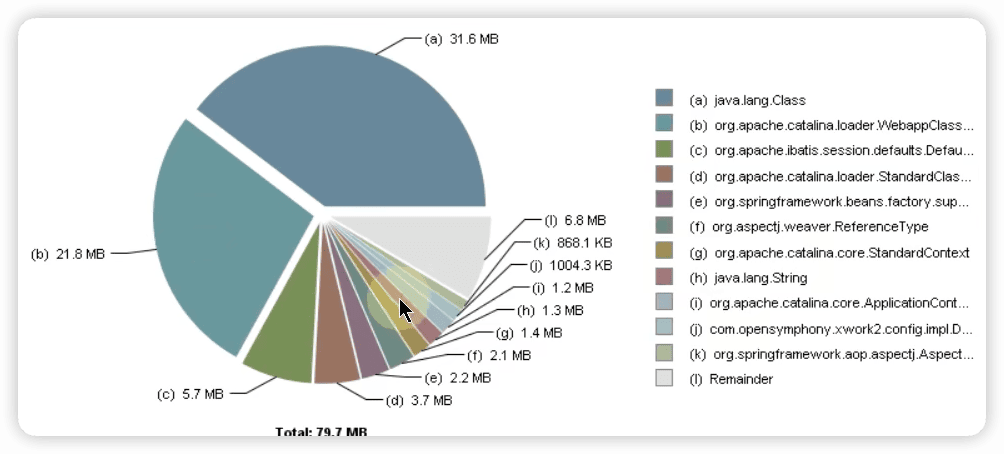 (a) 31.6 MB
(b) 21.8 MB
(c) 5.7 MB
(d) 3.7 MB
(e) 2.2 MB
(f) 2.1 MB
(g) 1.4 MB
(h) 1.3 MB
(i) 1.2 MB
(j) 1004.3 KB
(k) 868.1 KB
(l) 6.8 MB
Total: 79.7 MB
(a) java.lang.Class
(b) org.apache.catalina.loader.WebappClass...
(c) org.apache.ibatis.session.defaults.Defau...
(d) org.apache.catalina.loader.StandardClas...
(e) org.springframework.beans.factory.sup...
(f) org.aspectj.weaver.ReferenceType
(g) org.apache.catalina.core.StandardContext
(h) java.lang.String
(i) org.apache.catalina.core.ApplicationCont...
(j) com.opensymphony.xwork2.config.impl.D...
(k) org.springframework.aop.aspectj.Aspect...
(l) Remainder